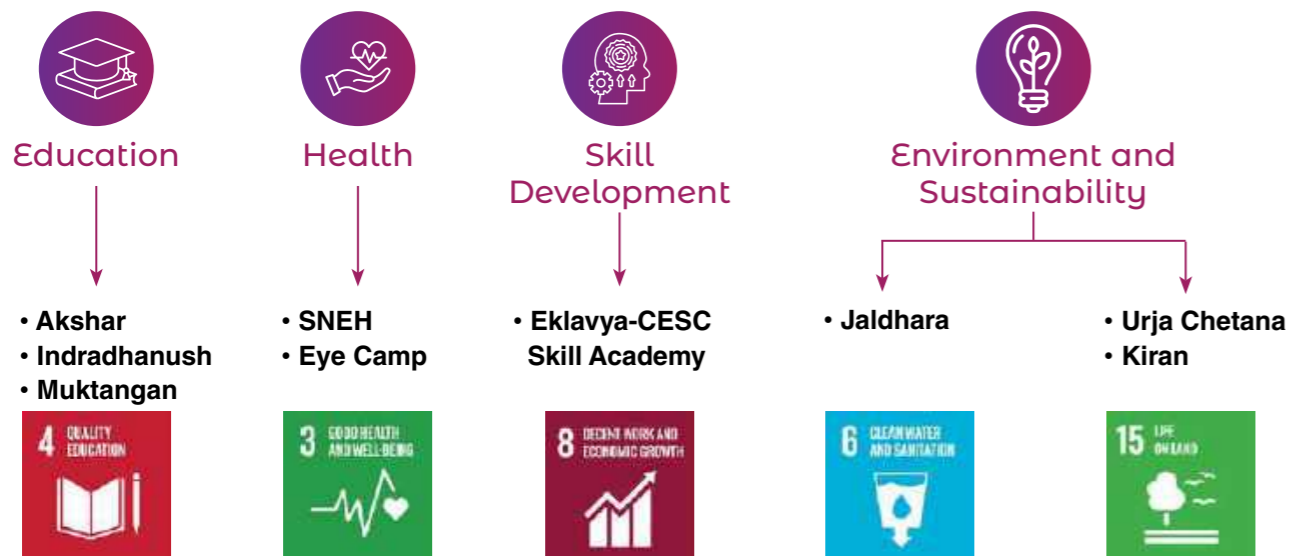 Education
Health
Skill
Development
Environment and
Sustainability
• Akshar
• Indradhanush
• Muktangan
• SNEH
• Eye Camp
• Eklavya-CESC
Skill Academy
• Jaldhara
• Urja Chetana
• Kiran
4 QUALITY
EDUCATION
3 GOOD HEALTH
AND WELL-BEING
8 DECENT WORK AND
ECONOMIC GROWTH
6 CLEAN WATER
AND SANITATION
15 LIFE
ON LAND